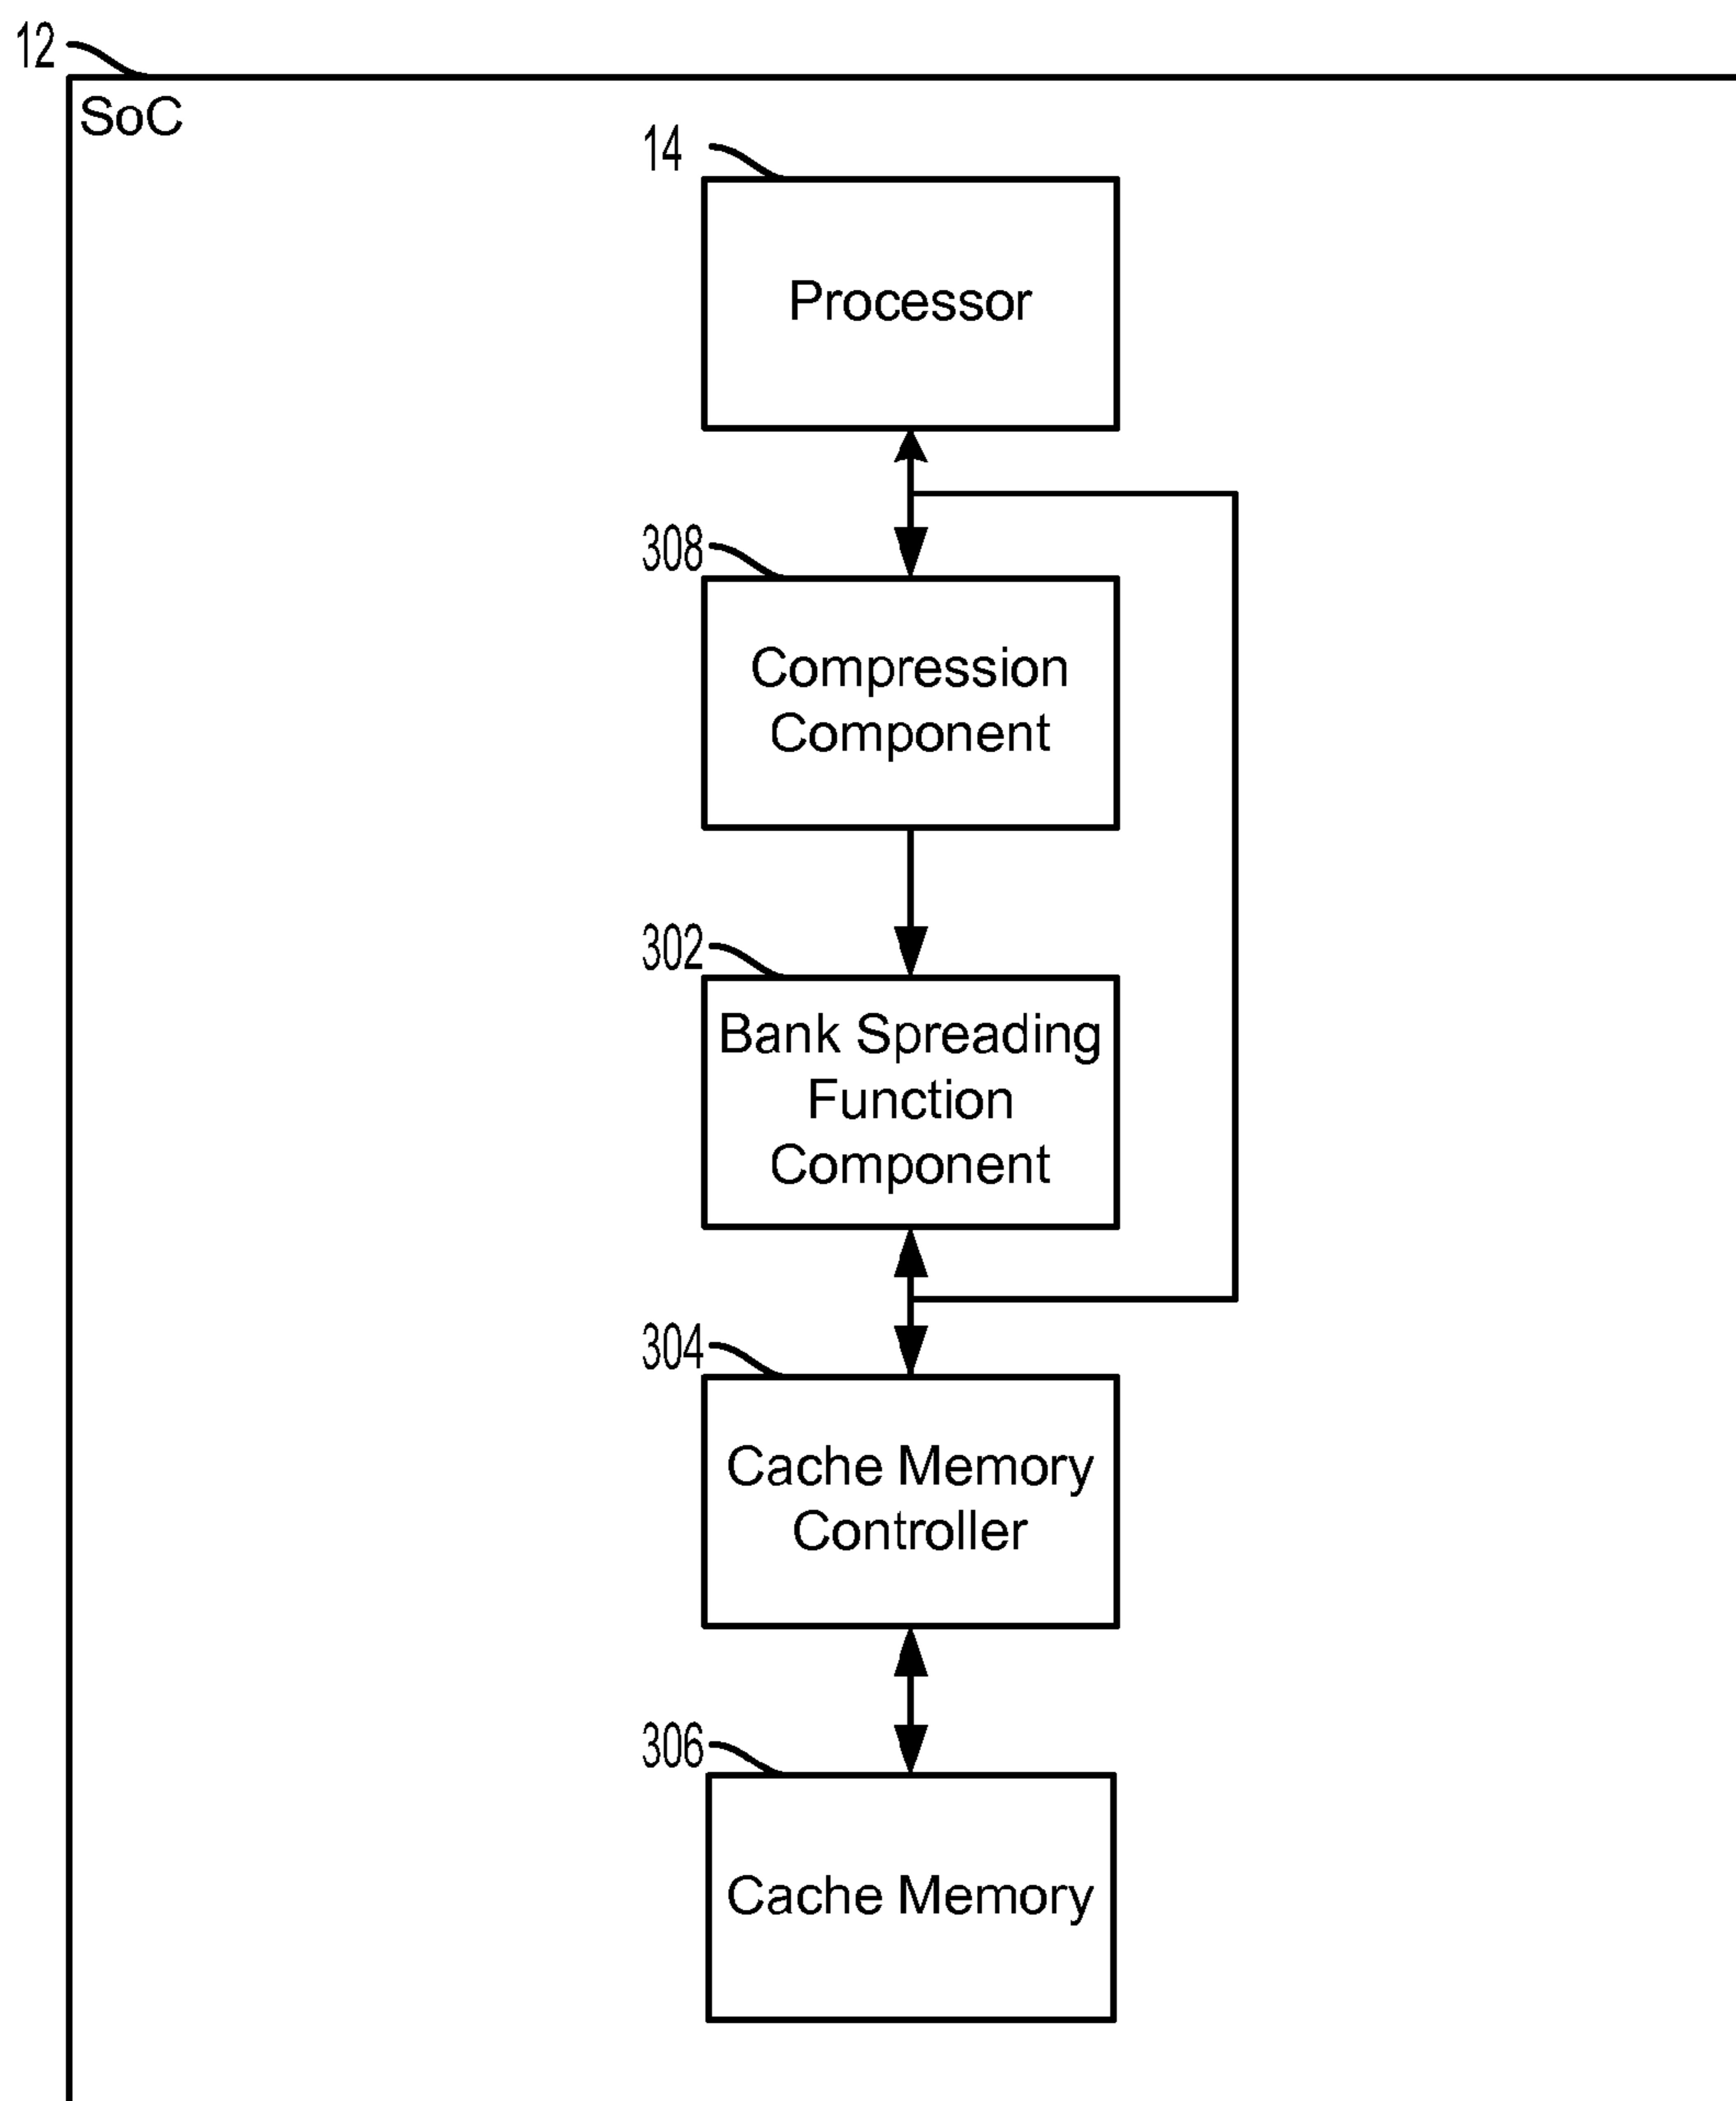 12
SoC
14
Processor
308
Compression
Component
302
Bank Spreading
Function
Component
304
Cache Memory
Controller
306
Cache Memory